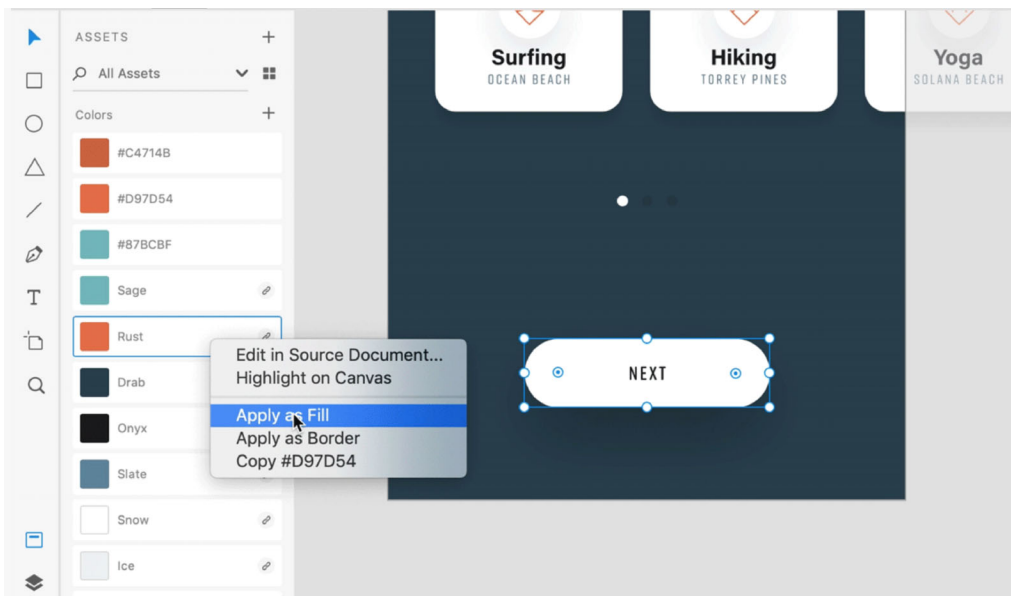 ASSETS
All Assets
Colors
#C4714B
#D97D54
#87BCBF
Sage
Rust
Drab
Onyx
Slate
Snow
Ice
Edit in Source Document...
Highlight on Canvas
Apply as Fill
Apply as Border
Copy #D97D54
Surfing
OCEAN BEACH
Hiking
TORREY PINES
Yoga
SOLANA BEACH
NEXT
T